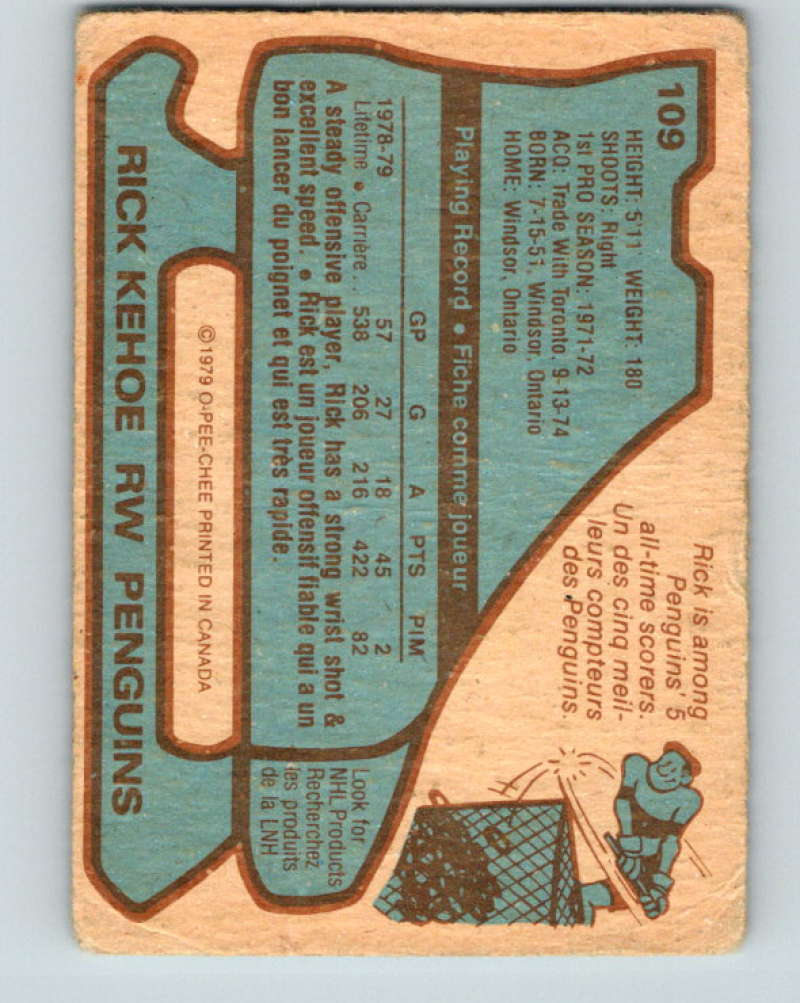 109
HEIGHT: 5'11" WEIGHT: 180
SHOOTS: Right
1st PRO SEASON: 1971-72
ACQ: Trade With Toronto, 9-13-74
BORN: 7-15-51, Windsor, Ontario
HOME: Windsor, Ontario
Rick is among
Penguins' 5
all-time scorers.
Un des cinq meil-
leurs compteurs
des Penguins.
Playing Record • Fiche comme joueur
GP G A PTS PIM
1978-79 57 27 18 45 2
Lifetime • Carrière... 538 206 216 422 82
A steady offensive player, Rick has a strong wrist shot &
excellent speed. • Rick est un joueur offensif fiable qui a un
bon lancer du poignet et qui est très rapide.
Look for
NHL Products
Recherchez
les produits
de la LNH
©1979 O-PEE-CHEE PRINTED IN CANADA
RICK KEHOE RW PENGUINS